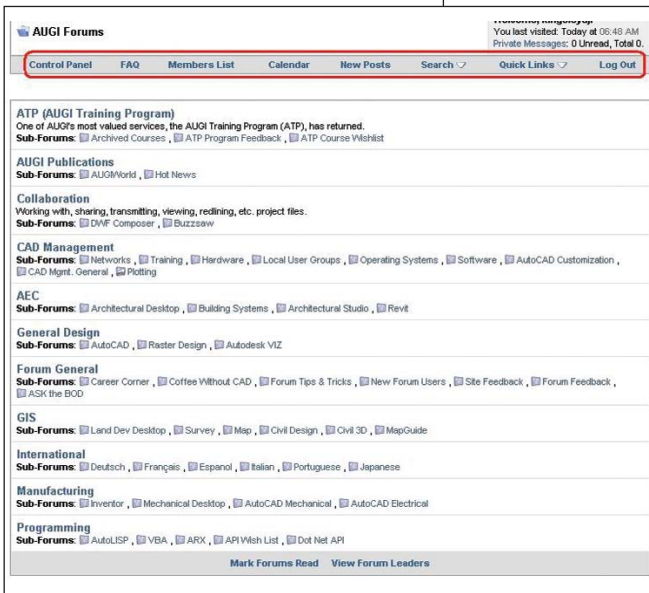 AUGI Forums
You last visited: Today at 06:48 AM
Private Messages: 0 Unread, Total 0.
Control Panel FAQ Members List Calendar New Posts Search Quick Links Log Out
ATP (AUGI Training Program)
One of AUGI's most valued services, the AUGI Training Program (ATP), has returned.
Sub-Forums: Archived Courses , ATP Program Feedback , ATP Course Wishlist
AUGI Publications
Sub-Forums: AUGIWorld , Hot News
Collaboration
Working with, sharing, transmitting, viewing, redlining, etc. project files.
Sub-Forums: DWF Composer , Buzzsaw
CAD Management
Sub-Forums: Networks , Training , Hardware , Local User Groups , Operating Systems , Software , AutoCAD Customization ,
CAD Mgmt. General , Plotting
AEC
Sub-Forums: Architectural Desktop , Building Systems , Architectural Studio , Revit
General Design
Sub-Forums: AutoCAD , Raster Design , Autodesk VIZ
Forum General
Sub-Forums: Career Corner , Coffee Without CAD , Forum Tips & Tricks , New Forum Users , Site Feedback , Forum Feedback ,
ASK the BOD
GIS
Sub-Forums: Land Dev Desktop , Survey , Map , Civil Design , Civil 3D , MapGuide
International
Sub-Forums: Deutsch , Français , Espanol , Italian , Portuguese , Japanese
Manufacturing
Sub-Forums: Inventor , Mechanical Desktop , AutoCAD Mechanical , AutoCAD Electrical
Programming
Sub-Forums: AutoLISP , VBA , ARX , API Wish List , Dot Net API
Mark Forums Read View Forum Leaders